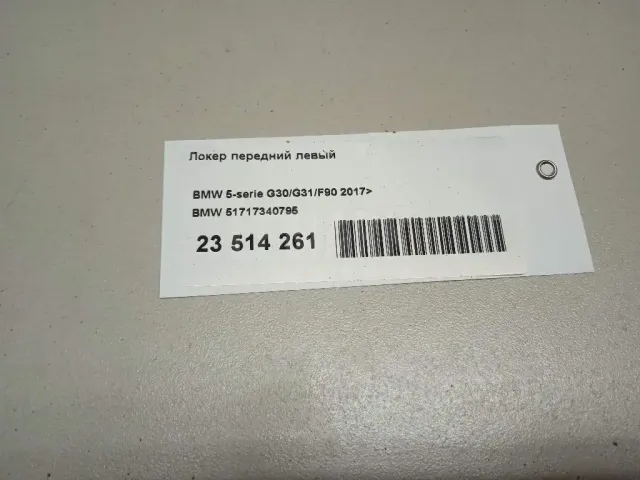 Локер передний левый
BMW 5-serie G30/G31/F90 2017>
BMW 51717340795
23 514 261